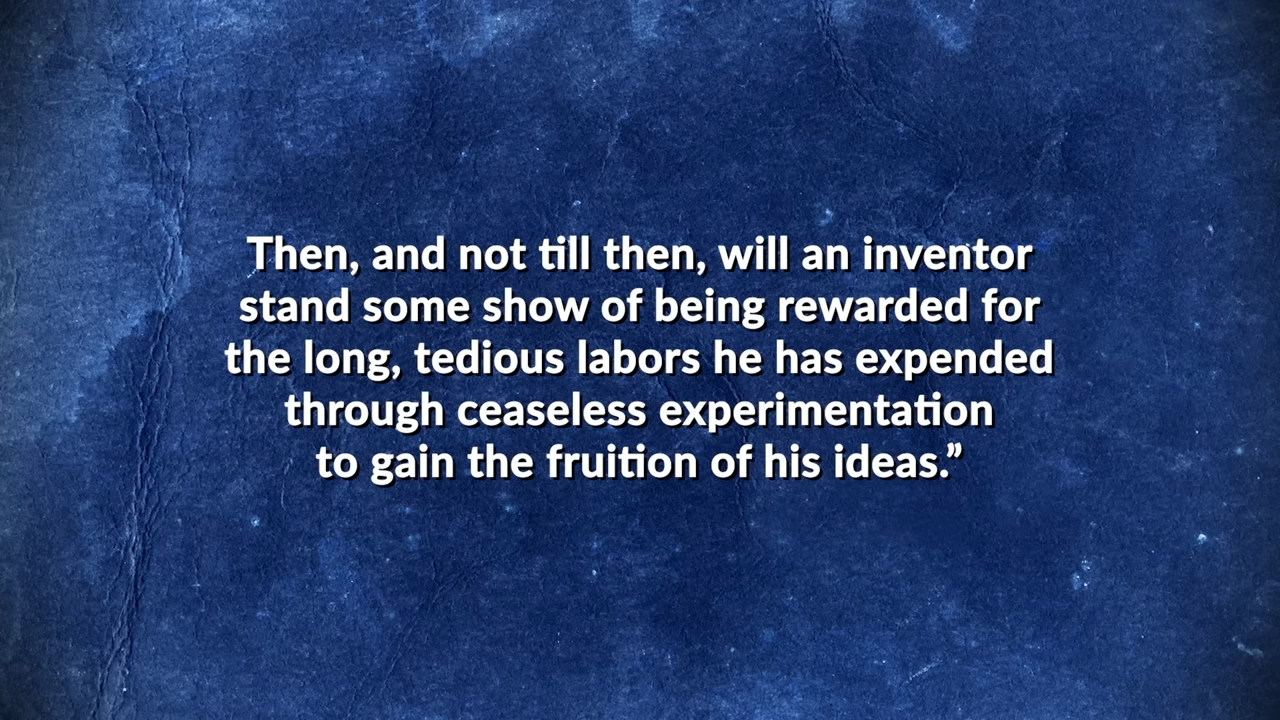 Then, and not till then, will an inventor
stand some show of being rewarded for
the long, tedious labors he has expended
through ceaseless experimentation
to gain the fruition of his ideas.”